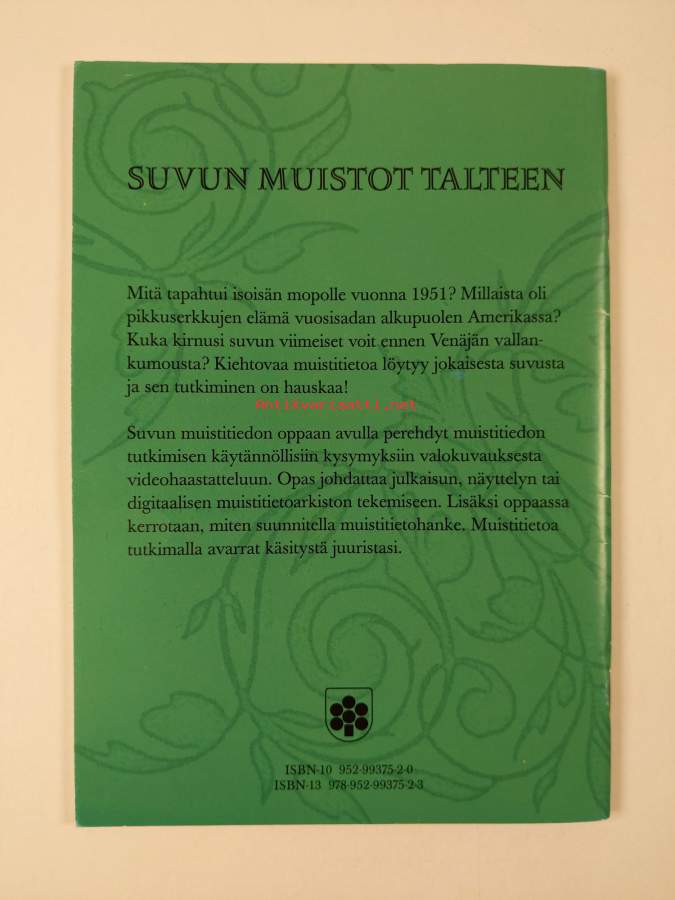 SUVUN MUISTOT TALTEEN
Mitä tapahtui isoisän mopolle vuonna 1951? Millaista oli
pikkuserkkujen elämä vuosisadan alkupuolen Amerikassa?
Kuka kirnusi suvun viimeiset voit ennen Venäjän vallan-
kumousta? Kiehtovaa muistitietoa löytyy jokaisesta suvusta
ja sen tutkiminen on hauskaa!
Antikvariaatti.net
Suvun muistitiedon oppaan avulla perehdyt muistitiedon
tutkimisen käytännöllisiin kysymyksiin valokuvauksesta
videohaastatteluun. Opas johdattaa julkaisun, näyttelyn tai
digitaalisen muistitietoarkiston tekemiseen. Lisäksi oppaassa
kerrotaan, miten suunnitella muistitietohanke. Muistitietoa
tutkimalla avarrat käsitystä juuristasi.
ISBN-10 952-99375-2-0
ISBN-13 978-952-99375-2-3